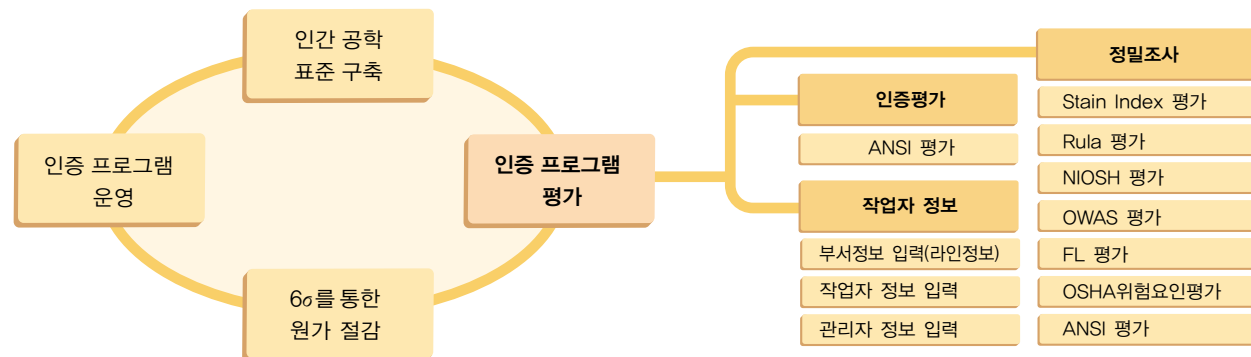 인간 공학
표준 구축
인증 프로그램
운영
인증 프로그램
평가
6σ를 통한
원가 절감
인증평가
ANSI 평가
작업자 정보
부서정보 입력(라인정보)
작업자 정보 입력
관리자 정보 입력
정밀조사
Stain Index 평가
Rula 평가
NIOSH 평가
OWAS 평가
FL 평가
OSHA위험요인평가
ANSI 평가